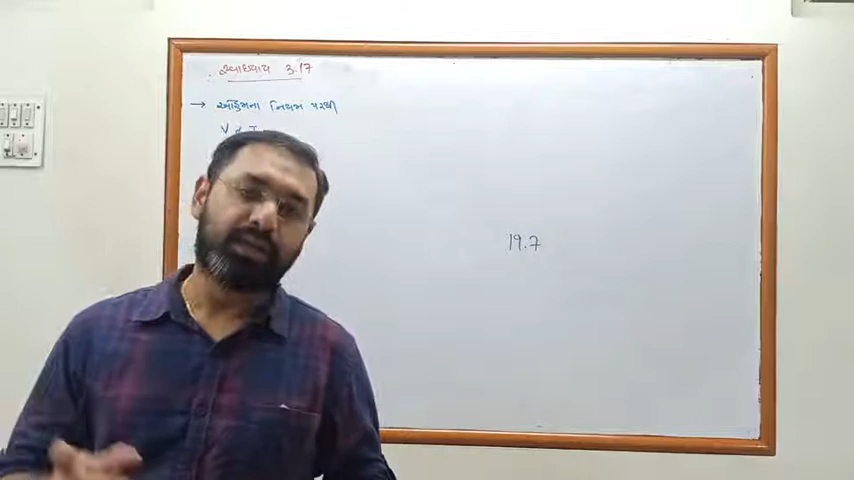 સ્વાધ્યાય 3.17
→ ઓહ્મના નિયમ પરથી
V α I
19.7